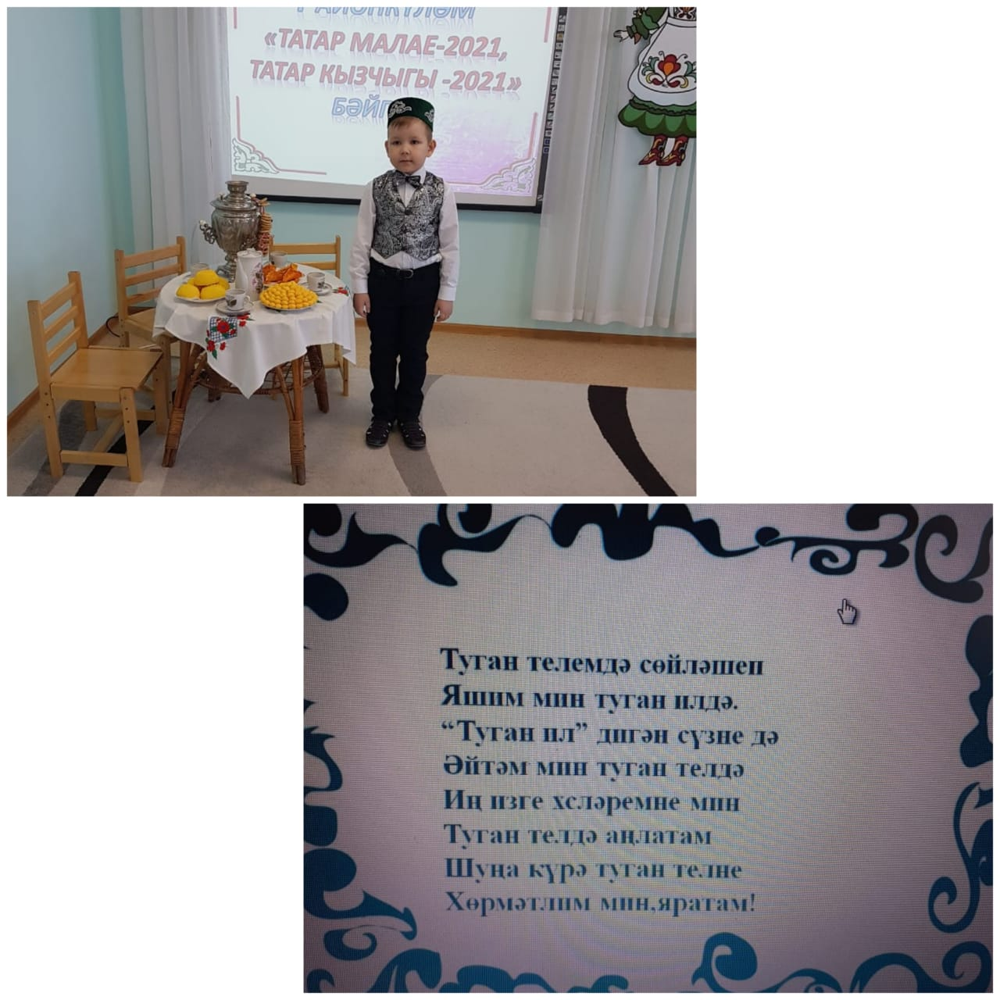 РАЙОНКҮЛӘМ
«ТАТАР МАЛАЕ-2021,
ТАТАР КЫЗЧЫГЫ -2021»
Туган телемдә сөйләшеп
Яшим мин туган илдә.
“Туган ил” дигән сүзне дә
Әйтәм мин туган телдә
Иң изге хсләремне мин
Туган телдә аңлатам
Шуңа күрә туган телне
Хөрмәтлим мин,яратам!